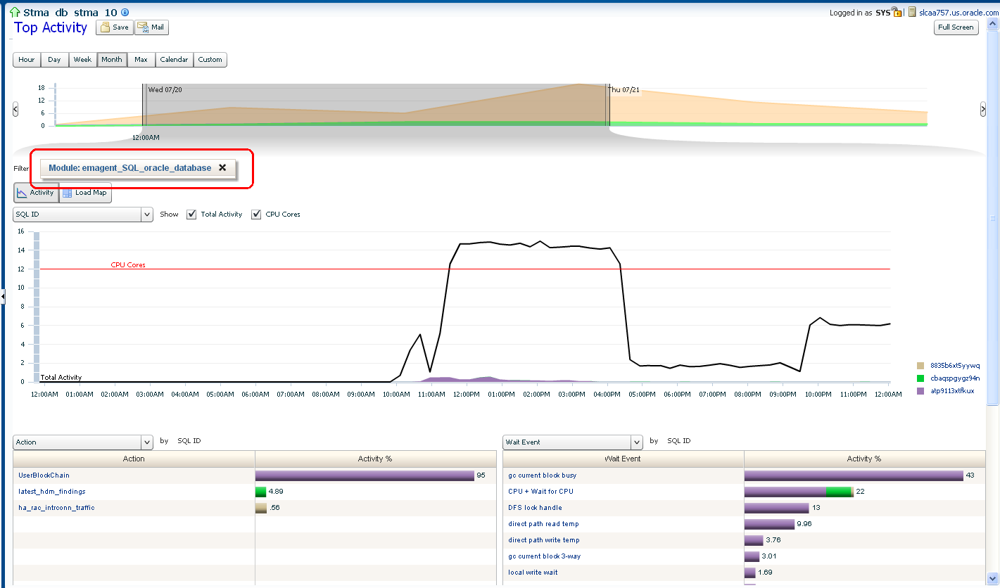 Stma_db_stma_10
Logged in as SYS slcaa757.us.oracle.com
Top Activity Save Mail Full Screen
Hour Day Week Month Max Calendar Custom
18
12
6
0
Wed 07/20 Thu 07/21
12:00AM
Filter Module: emagent_SQL_oracle_database
Activity Load Map
SQL ID Show Total Activity CPU Cores
16
14
12
10
8
6
4
2
0
CPU Cores
Total Activity
12:00AM 01:00AM 02:00AM 03:00AM 04:00AM 05:00AM 06:00AM 07:00AM 08:00AM 09:00AM 10:00AM 11:00AM 12:00PM 01:00PM 02:00PM 03:00PM 04:00PM 05:00PM 06:00PM 07:00PM 08:00PM 09:00PM 10:00PM 11:00PM 12:00AM
8835b6xt5yywq
cbaqspgygz94n
atp9113xtfkux
Action by SQL ID
Action Activity %
UserBlockChain 95
latest_hdm_findings 4.89
ha_rac_intrconn_traffic .56
Wait Event by SQL ID
Wait Event Activity %
gc current block busy 43
CPU + Wait for CPU 22
DFS lock handle 13
direct path read temp 9.96
direct path write temp 3.76
gc current block 3-way 3.01
local write wait 1.69